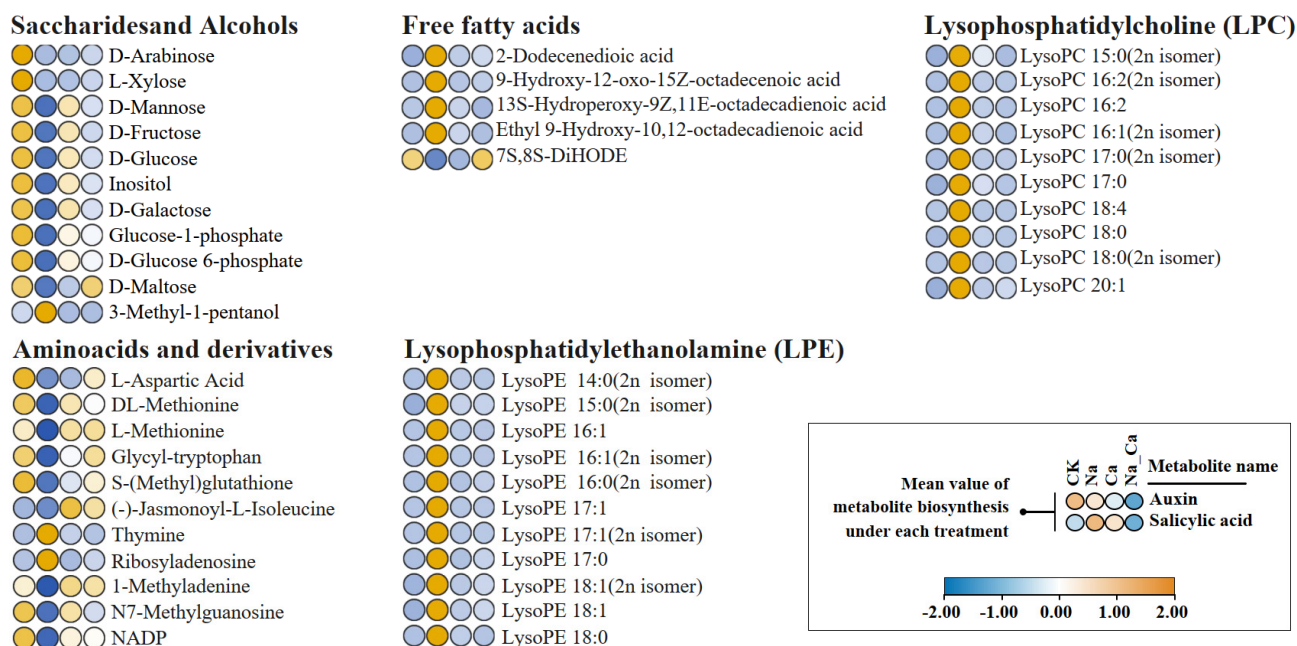 Saccharidesand Alcohols
D-Arabinose
L-Xylose
D-Mannose
D-Fructose
D-Glucose
Inositol
D-Galactose
Glucose-1-phosphate
D-Glucose 6-phosphate
D-Maltose
3-Methyl-1-pentanol
Free fatty acids
2-Dodecenedioic acid
9-Hydroxy-12-oxo-15Z-octadecenoic acid
13S-Hydroperoxy-9Z,11E-octadecadienoic acid
Ethyl 9-Hydroxy-10,12-octadecadienoic acid
7S,8S-DiHODE
Lysophosphatidylcholine (LPC)
LysoPC 15:0(2n isomer)
LysoPC 16:2(2n isomer)
LysoPC 16:2
LysoPC 16:1(2n isomer)
LysoPC 17:0(2n isomer)
LysoPC 17:0
LysoPC 18:4
LysoPC 18:0
LysoPC 18:0(2n isomer)
LysoPC 20:1
Aminoacids and derivatives
L-Aspartic Acid
DL-Methionine
L-Methionine
Glycyl-tryptophan
S-(Methyl)glutathione
(-)-Jasmonoyl-L-Isoleucine
Thymine
Ribosyladenosine
1-Methyladenine
N7-Methylguanosine
NADP
Lysophosphatidylethanolamine (LPE)
LysoPE 14:0(2n isomer)
LysoPE 15:0(2n isomer)
LysoPE 16:1
LysoPE 16:1(2n isomer)
LysoPE 16:0(2n isomer)
LysoPE 17:1
LysoPE 17:1(2n isomer)
LysoPE 17:0
LysoPE 18:1(2n isomer)
LysoPE 18:1
LysoPE 18:0
CK
Na
Ca
Na_Ca
Metabolite name
Auxin
Salicylic acid
Mean value of
metabolite biosynthesis
under each treatment
-2.00 -1.00 0.00 1.00 2.00